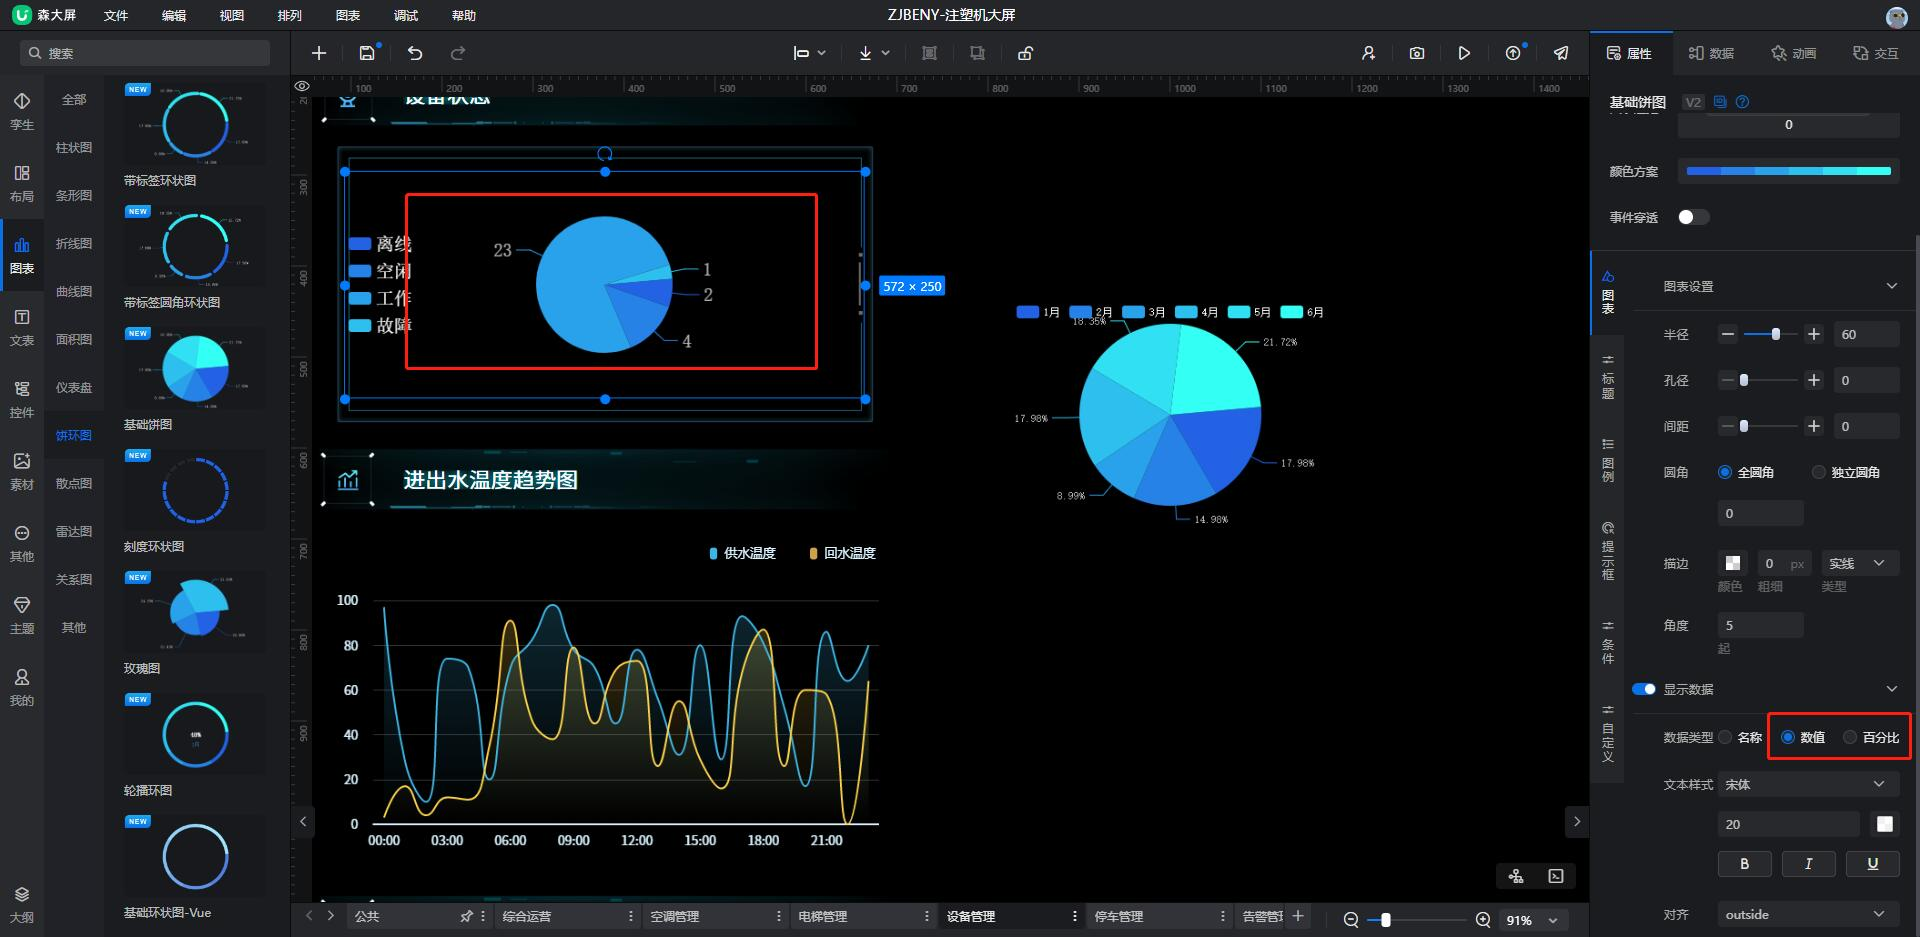 森大屏
文件
编辑
视图
排列
图表
调试
帮助
ZJBENY-注塑机大屏
搜索
孪生
布局
图表
文表
控件
素材
其他
主题
我的
大纲
全部
柱状图
条形图
折线图
曲线图
面积图
仪表盘
饼环图
散点图
雷达图
关系图
其他
NEW
带标签环状图
NEW
带标签圆角环状图
NEW
基础饼图
NEW
刻度环状图
NEW
玫瑰图
NEW
轮播环图
NEW
基础环状图-Vue
100
200
300
400
500
600
700
800
900
1000
1100
1200
1300
1400
300
400
500
600
700
800
900
设备状态
离线
空闲
工作
故障
23
1
2
4
572 × 250
1月
2月
3月
4月
5月
6月
18.35%
21.72%
17.98%
17.98%
8.99%
14.98%
进出水温度趋势图
供水温度
回水温度
100
80
60
40
20
0
00:00
03:00
06:00
09:00
12:00
15:00
18:00
21:00
公共
综合运营
空调管理
电梯管理
设备管理
停车管理
91%
属性
数据
动画
交互
基础饼图
V2
0
颜色方案
事件穿透
图表
标题
图例
提示框
条件
自定义
图表设置
半径
60
孔径
0
间距
0
圆角
全圆角
独立圆角
0
描边
0 px
实线
颜色
粗细
类型
角度
5
起
显示数据
数据类型
名称
数值
百分比
文本样式
宋体
20
B
I
U
对齐
outside